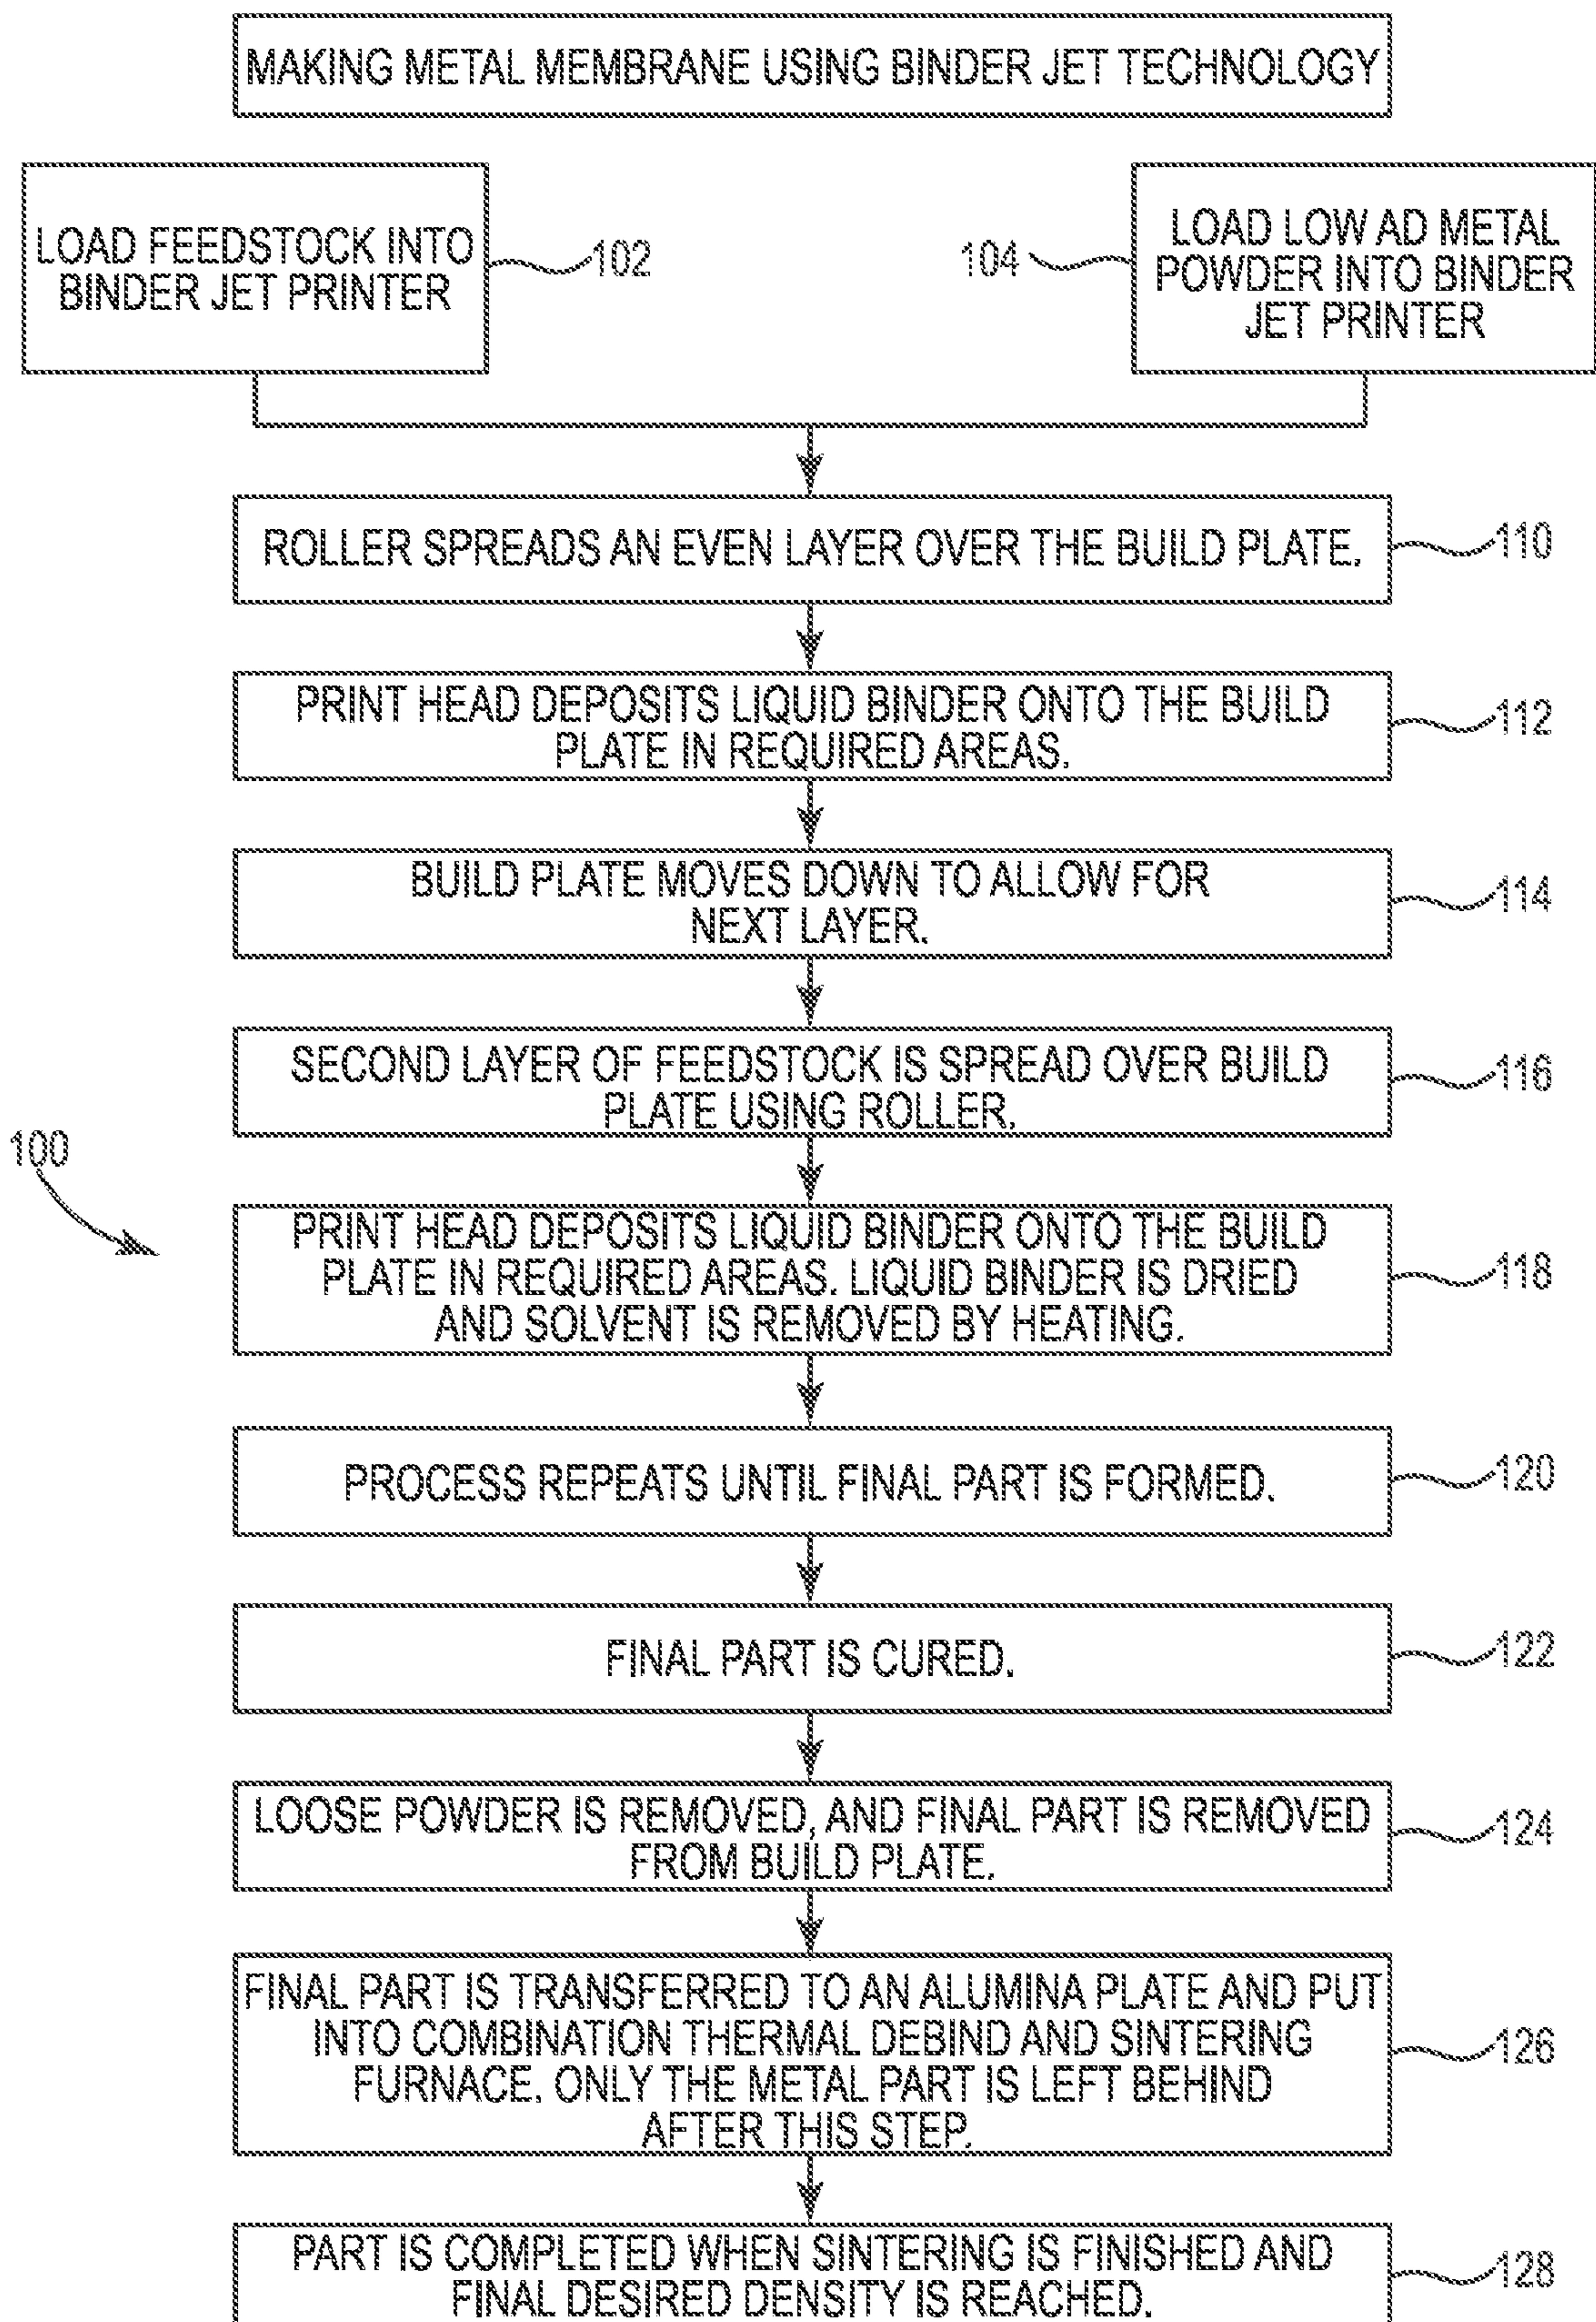 MAKING METAL MEMBRANE USING BINDER JET TECHNOLOGY
LOAD FEEDSTOCK INTO
BINDER JET PRINTER
102
104
LOAD LOW AD METAL
POWDER INTO BINDER
JET PRINTER
ROLLER SPREADS AN EVEN LAYER OVER THE BUILD PLATE.
110
PRINT HEAD DEPOSITS LIQUID BINDER ONTO THE BUILD
PLATE IN REQUIRED AREAS.
112
BUILD PLATE MOVES DOWN TO ALLOW FOR
NEXT LAYER.
114
SECOND LAYER OF FEEDSTOCK IS SPREAD OVER BUILD
PLATE USING ROLLER.
116
100
PRINT HEAD DEPOSITS LIQUID BINDER ONTO THE BUILD
PLATE IN REQUIRED AREAS. LIQUID BINDER IS DRIED
AND SOLVENT IS REMOVED BY HEATING.
118
PROCESS REPEATS UNTIL FINAL PART IS FORMED.
120
FINAL PART IS CURED.
122
LOOSE POWDER IS REMOVED, AND FINAL PART IS REMOVED
FROM BUILD PLATE.
124
FINAL PART IS TRANSFERRED TO AN ALUMINA PLATE AND PUT
INTO COMBINATION THERMAL DEBIND AND SINTERING
FURNACE. ONLY THE METAL PART IS LEFT BEHIND
AFTER THIS STEP.
126
PART IS COMPLETED WHEN SINTERING IS FINISHED AND
FINAL DESIRED DENSITY IS REACHED.
128